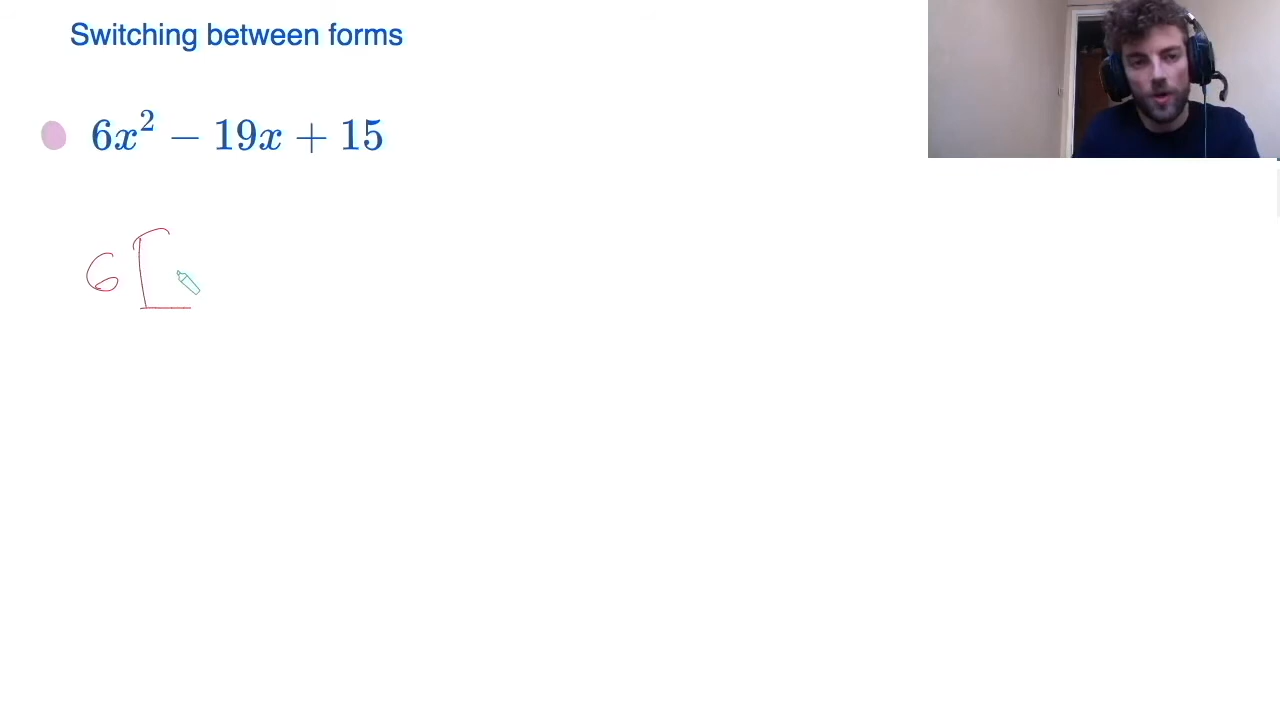 Switching between forms
6x² − 19x + 15
6 [